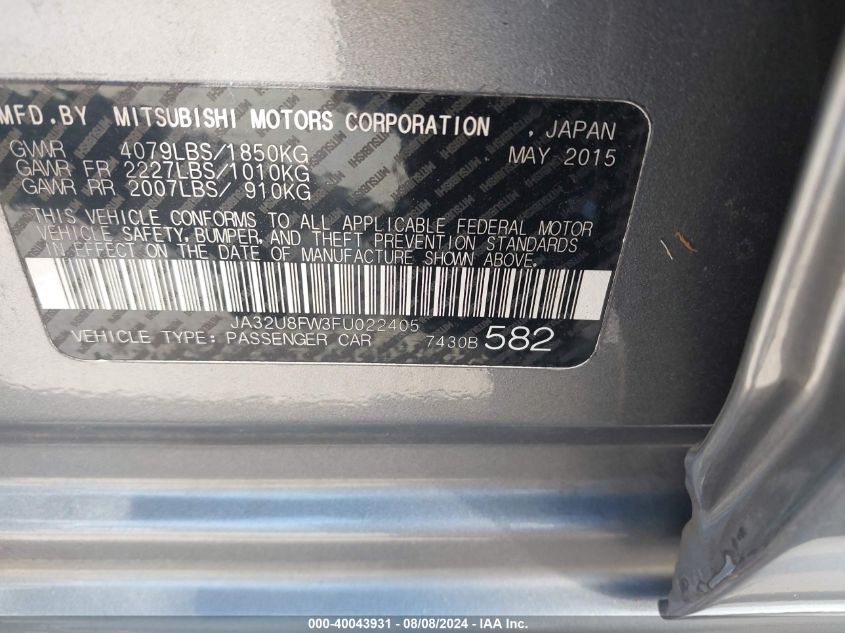 MFD.BY MITSUBISHI MOTORS CORPORATION , JAPAN
GVWR 4079LBS/1850KG MAY 2015
GAWR FR 2227LBS/1010KG
GAWR RR 2007LBS/ 910KG
THIS VEHICLE CONFORMS TO ALL APPLICABLE FEDERAL MOTOR
VEHICLE SAFETY, BUMPER, AND THEFT PREVENTION STANDARDS
IN EFFECT ON THE DATE OF MANUFACTURE SHOWN ABOVE.
JA32U8FW3FU022405
VEHICLE TYPE: PASSENGER CAR 7430B 582
000-40043931 - 08/08/2024 - IAA Inc.